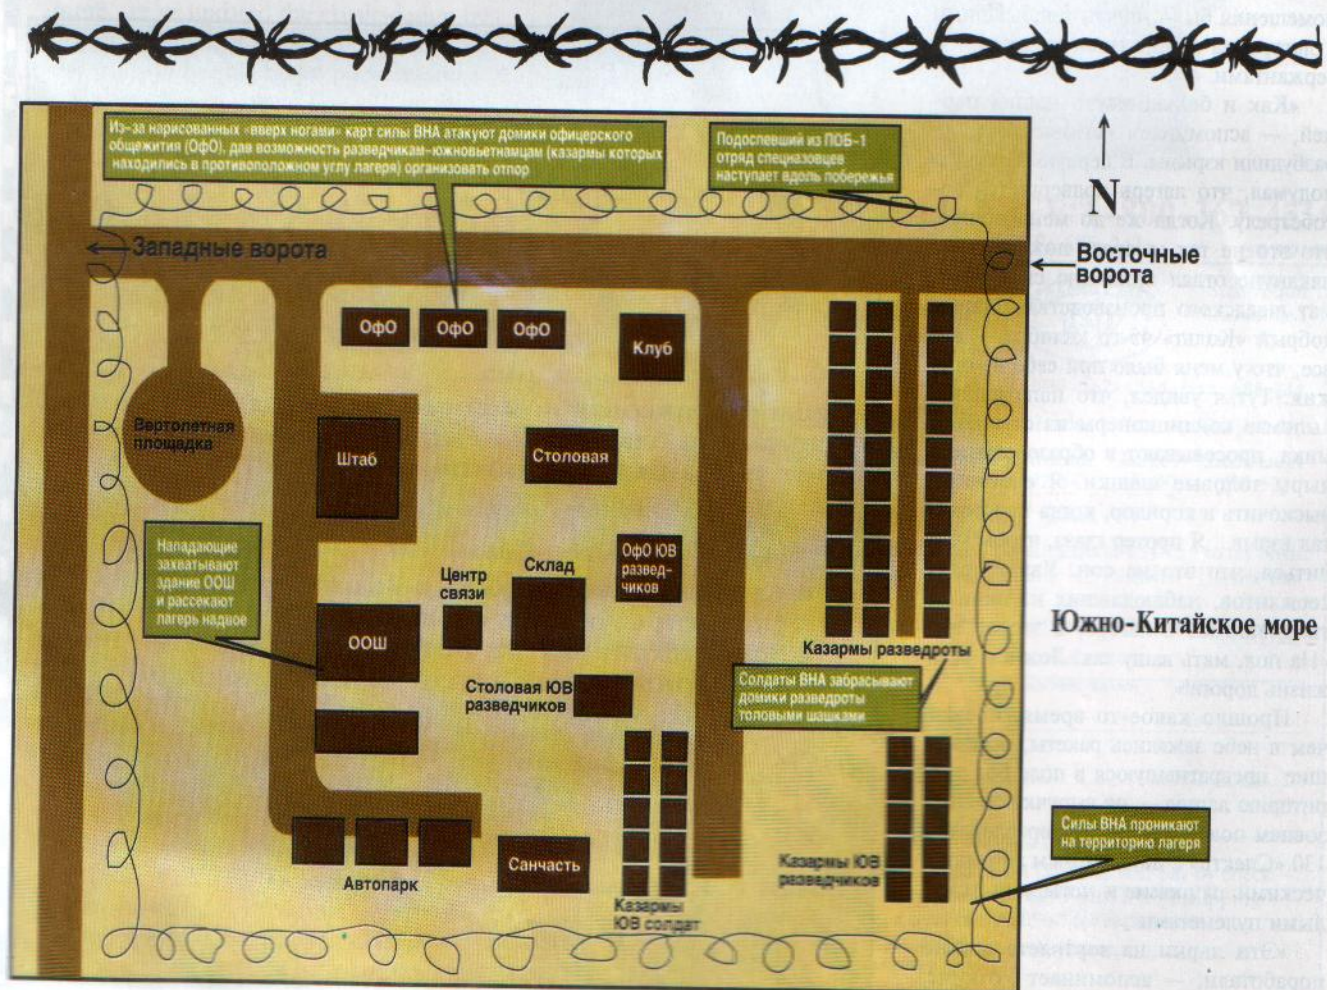 Из-за нарисованных «вверх ногами» карт силы ВНА атакуют домики офицерского
общежития (ОфО), дав возможность разведчикам-южновьетнамцам (казармы которых
находились в противоположном углу лагеря) организовать отпор
Подоспевший из ПОБ-1
отряд спецназовцев
наступает вдоль побережья
N
Западные ворота
Восточные
ворота
ОфО
ОфО
ОфО
Клуб
Вертолетная
площадка
Штаб
Столовая
Нападающие
захватывают
здание ООШ
и рассекают
лагерь надвое
ОфО ЮВ
развед-
чиков
Центр
связи
Склад
ООШ
Южно-Китайское море
Казармы разведроты
Солдаты ВНА забрасывают
домики разведроты
толовыми шашками
Столовая ЮВ
разведчиков
Силы ВНА проникают
на территорию лагеря
Автопарк
Санчасть
Казармы
ЮВ солдат
Казармы ЮВ
разведчиков